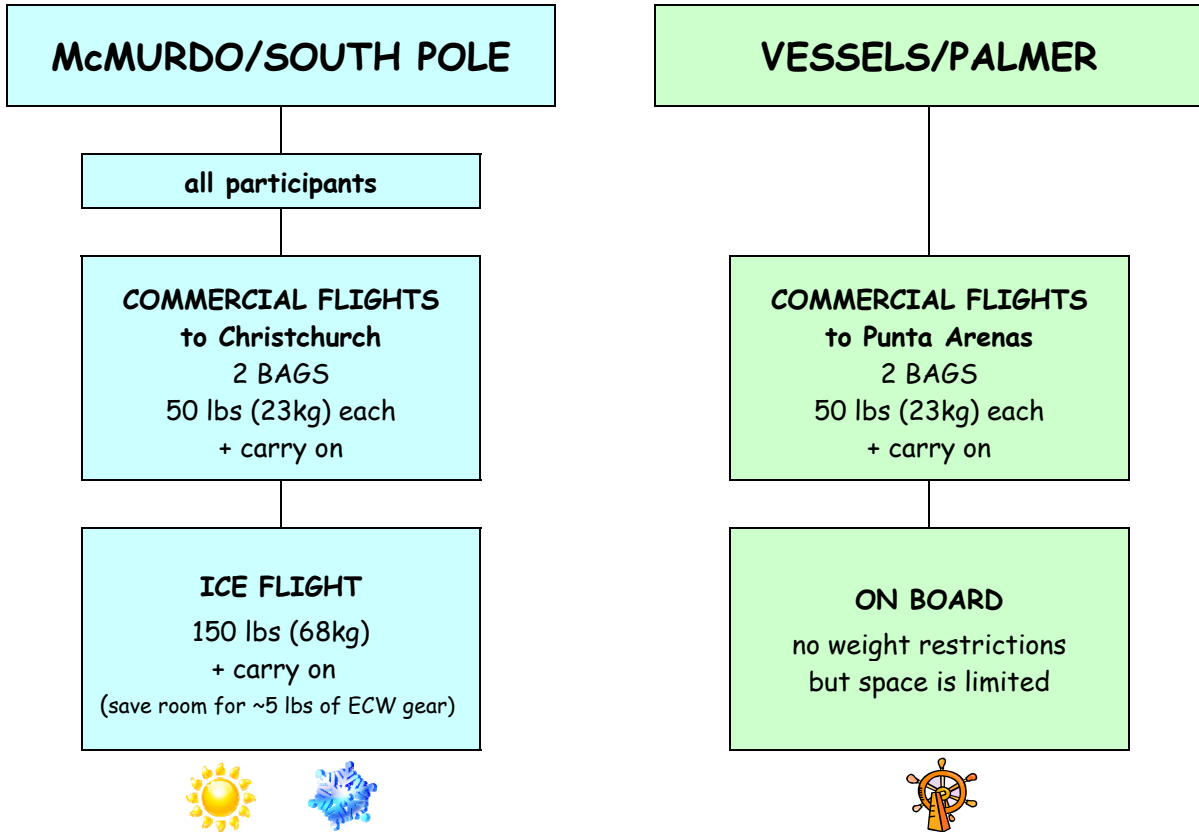 McMURDO/SOUTH POLE
all participants
COMMERCIAL FLIGHTS
to Christchurch
2 BAGS
50 lbs (23kg) each
+ carry on
ICE FLIGHT
150 lbs (68kg)
+ carry on
(save room for ~5 lbs of ECW gear)
VESSELS/PALMER
COMMERCIAL FLIGHTS
to Punta Arenas
2 BAGS
50 lbs (23kg) each
+ carry on
ON BOARD
no weight restrictions
but space is limited